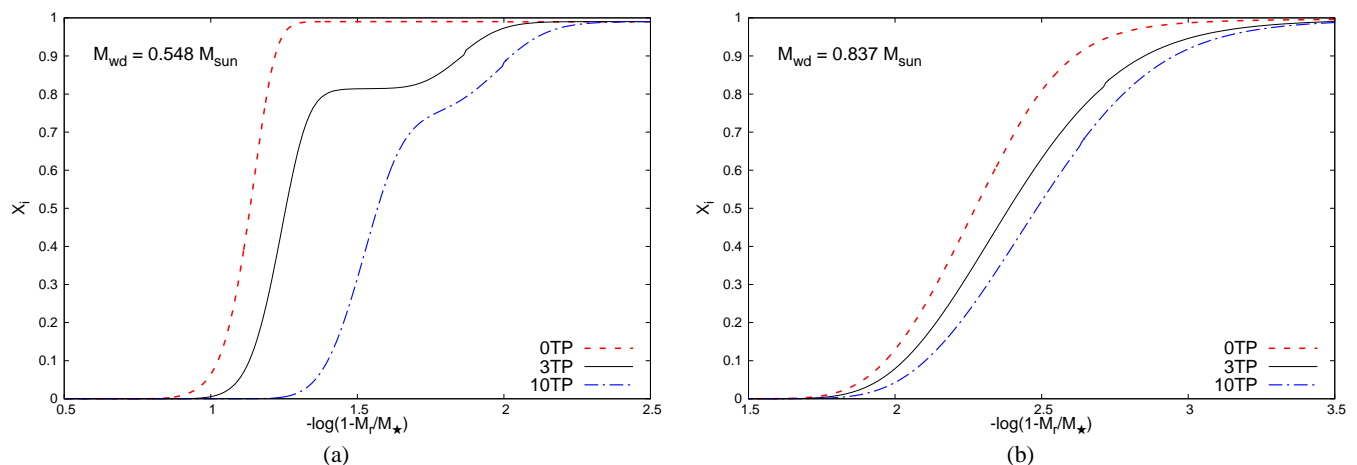 1
0.9
0.8
0.7
0.6
0.5
0.4
0.3
0.2
0.1
0
X_i
M_wd = 0.548 M_sun
0TP
3TP
10TP
0.5 1 1.5 2 2.5
-log(1-M_r/M_★)
(a)
1
0.9
0.8
0.7
0.6
0.5
0.4
0.3
0.2
0.1
0
X_i
M_wd = 0.837 M_sun
0TP
3TP
10TP
1.5 2 2.5 3 3.5
-log(1-M_r/M_★)
(b)